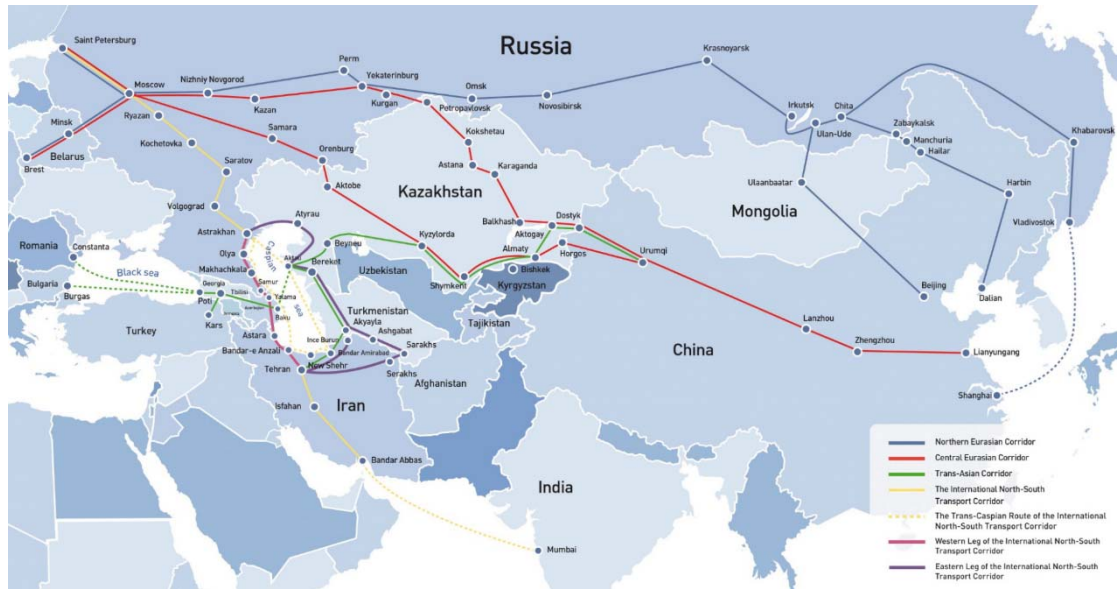 Saint Petersburg
Russia
Krasnoyarsk
Perm
Moscow
Nizhniy Novgorod
Yekaterinburg
Omsk
Kazan
Kurgan
Petropavlovsk
Novosibirsk
Irkutsk
Chita
Ulan-Ude
Zabaykalsk
Manchuria
Hailar
Khabarovsk
Minsk
Ryazan
Belarus
Brest
Kochetovka
Samara
Kokshetau
Orenburg
Astana
Karaganda
Saratov
Aktobe
Kazakhstan
Ulaanbaatar
Mongolia
Harbin
Vladivostok
Volgograd
Atyrau
Balkhash
Dostyk
Aktogay
Astrakhan
Romania
Constanta
Olya
Caspian
sea
Aktau
Beyneu
Kyzylorda
Almaty
Horgos
Urumqi
Bishkek
Black sea
Makhachkala
Bereket
Uzbekistan
Shymkent
Kyrgyzstan
Bulgaria
Burgas
Georgia
Poti
Tbilisi
Samur
Yalama
Baku
Turkmenistan
Beijing
Dalian
Turkey
Kars
Akyayla
Ashgabat
Tajikistan
Astara
Ince Burun
Sarakhs
Lanzhou
China
Bandar-e Anzali
Bandar Amirabad
Zhengzhou
Lianyungang
Tehran
New Shehr
Serakhs
Afghanistan
Shanghai
Isfahan
Iran
Bandar Abbas
India
Mumbai
Northern Eurasian Corridor
Central Eurasian Corridor
Trans-Asian Corridor
The International North-South
Transport Corridor
The Trans-Caspian Route of the International
North-South Transport Corridor
Western Leg of the International North-South
Transport Corridor
Eastern Leg of the International North-South
Transport Corridor